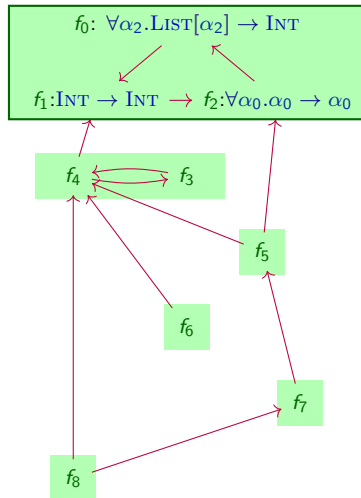 f₀: ∀α₂.LIST[α₂] → INT
f₁:INT → INT → f₂:∀α₀.α₀ → α₀
f₄ f₃
f₅
f₆
f₇
f₈